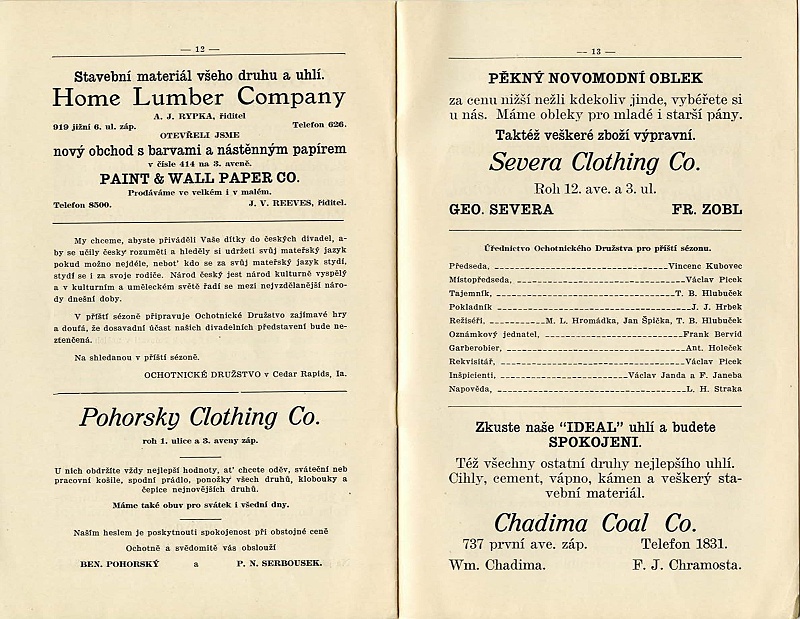 — 12 —
Stavební materiál všeho druhu a uhlí.
Home Lumber Company
A. J. RYPKA, řiditel
919 jižní 6. ul. záp. Telefon 626.
OTEVŘELI JSME
nový obchod s barvami a nástěnným papírem
v čísle 414 na 3. aveně.
PAINT & WALL PAPER CO.
Prodáváme ve velkém i v malém.
Telefon 8500. J. V. REEVES, řiditel.
My chceme, abyste přiváděli Vaše dítky do českých divadel, a-
by se učily český rozuměti a hleděly si udržeti svůj mateřský jazyk
pokud možno nejdéle, nebot' kdo se za svůj mateřský jazyk stydí,
stydí se i za svoje rodiče. Národ český jest národ kulturně vyspělý
a v kulturním a uměleckém světě řadí se mezi nejvzdělanější náro-
dy dnešní doby.
V příští sézoně připravuje Ochotnické Družstvo zajímavé hry
a doufá, že dosavadní účast našich divadelních představení bude ne-
ztenčená.
Na shledanou v příští sézoně.
OCHOTNICKÉ DRUŽSTVO v Cedar Rapids, Ia.
Pohorsky Clothing Co.
roh 1. ulice a 3. aveny záp.
U nich obdržíte vždy nejlepší hodnoty, at' chcete oděv, sváteční neb
pracovní košile, spodní prádlo, ponožky všech druhů, klobouky a
čepice nejnovějších druhů.
Máme také obuv pro svátek i všední dny.
Naším heslem je poskytnouti spokojenost při obstojné ceně
Ochotně a svědomitě vás obslouží
BEN. POHORSKÝ a P. N. SERBOUSEK.
— 13 —
PĚKNÝ NOVOMODNÍ OBLEK
za cenu nižší nežli kdekoliv jinde, vybéřete si
u nás. Máme obleky pro mladé i starší pány.
Taktéž veškeré zboží výpravní.
Severa Clothing Co.
Roh 12. ave. a 3. ul.
GEO. SEVERA FR. ZOBL
Úřednictvo Ochotnického Družstva pro příští sézonu.
Předseda, Vincenc Kubovec
Místopředseda, Václav Picek
Tajemník, T. B. Hlubuček
Pokladník J. J. Hrbek
Režiséři, M. L. Hromádka, Jan Špička, T. B. Hlubuček
Oznámkový jednatel, Frank Bervid
Garberobier, Ant. Holeček
Rekvisitář, Václav Picek
Inšpicienti, Václav Janda a F. Janeba
Napověda, L. H. Straka
Zkuste naše "IDEAL" uhlí a budete
SPOKOJENI.
Též všechny ostatní druhy nejlepšího uhlí.
Cihly, cement, vápno, kámen a veškerý sta-
vební materiál.
Chadima Coal Co.
737 první ave. záp. Telefon 1831.
Wm. Chadima. F. J. Chramosta.